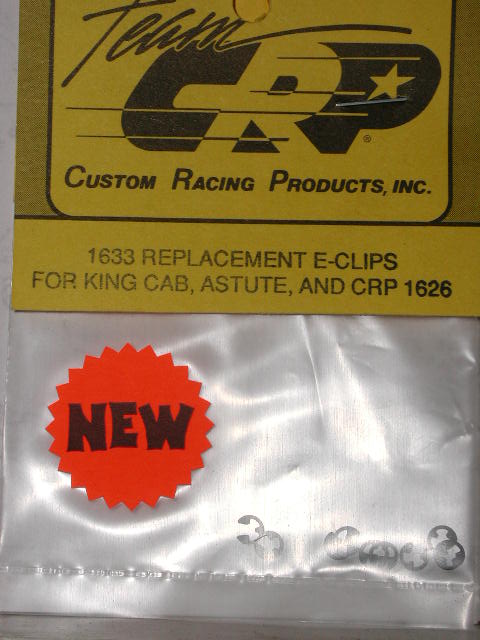 Team
CRP®
CUSTOM RACING PRODUCTS, INC.
1633 REPLACEMENT E-CLIPS
FOR KING CAB, ASTUTE, AND CRP 1626
NEW